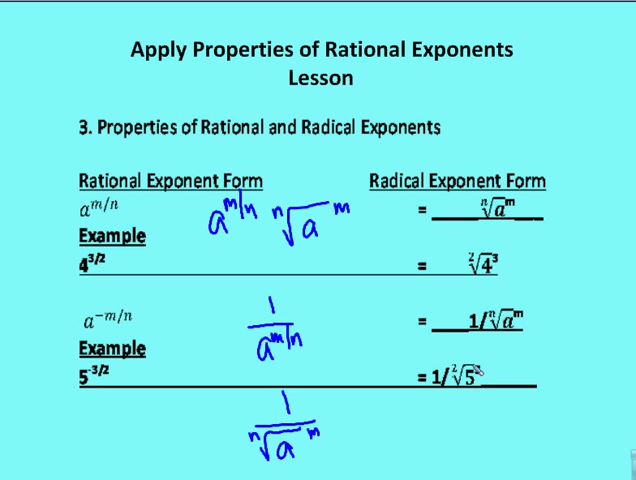 Apply Properties of Rational Exponents
Lesson
3. Properties of Rational and Radical Exponents
Rational Exponent Form Radical Exponent Form
a^{m/n} a^{m/n} ⁿ√a^m = ⁿ√a^m
Example
4^{3/2} = ²√4³
a^{-m/n} 1/a^{m/n} = 1/ⁿ√a^m
Example
5^{-3/2} = 1/²√5
1/ⁿ√a^m